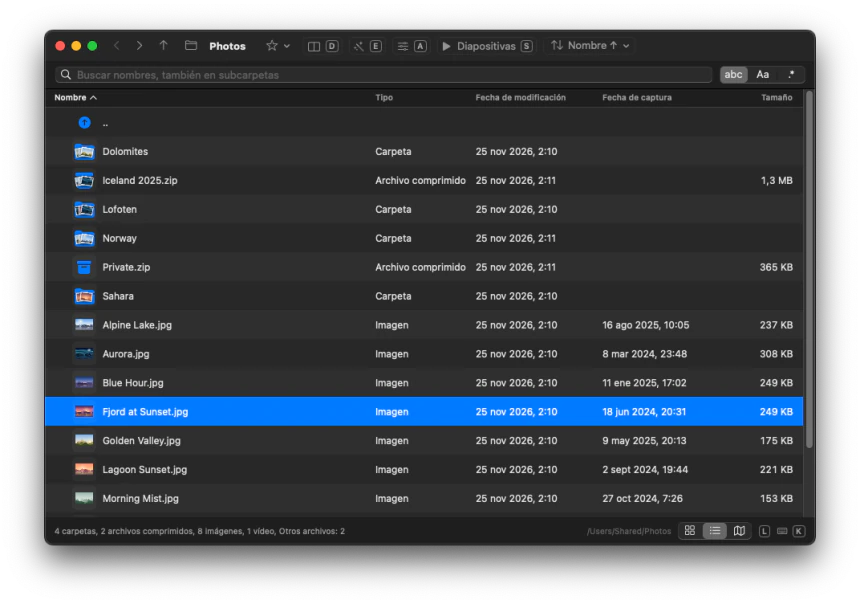 Photos D E A Diapositivas S Nombre
Buscar nombres, también en subcarpetas abc Aa .*
Nombre Tipo Fecha de modificación Fecha de captura Tamaño
..
Dolomites Carpeta 25 nov 2026, 2:10
Iceland 2025.zip Archivo comprimido 25 nov 2026, 2:11 1,3 MB
Lofoten Carpeta 25 nov 2026, 2:10
Norway Carpeta 25 nov 2026, 2:11
Private.zip Archivo comprimido 25 nov 2026, 2:11 365 KB
Sahara Carpeta 25 nov 2026, 2:10
Alpine Lake.jpg Imagen 25 nov 2026, 2:10 16 ago 2025, 10:05 237 KB
Aurora.jpg Imagen 25 nov 2026, 2:10 8 mar 2024, 23:48 308 KB
Blue Hour.jpg Imagen 25 nov 2026, 2:10 11 ene 2025, 17:02 249 KB
Fjord at Sunset.jpg Imagen 25 nov 2026, 2:10 18 jun 2024, 20:31 249 KB
Golden Valley.jpg Imagen 25 nov 2026, 2:10 9 may 2025, 20:13 175 KB
Lagoon Sunset.jpg Imagen 25 nov 2026, 2:10 2 sept 2024, 19:44 221 KB
Morning Mist.jpg Imagen 25 nov 2026, 2:10 27 oct 2024, 7:26 153 KB
4 carpetas, 2 archivos comprimidos, 8 imágenes, 1 vídeo, Otros archivos: 2 /Users/Shared/Photos L K